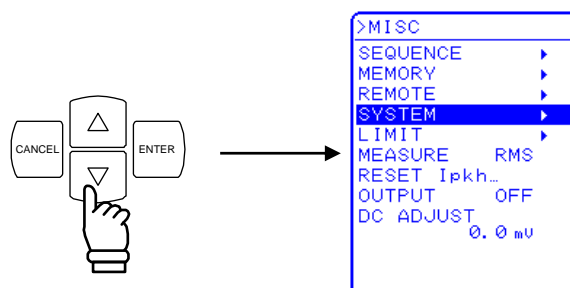 >MISC
SEQUENCE
MEMORY
REMOTE
SYSTEM
LIMIT
MEASURE RMS
RESET Ipkh…
OUTPUT OFF
DC ADJUST
0.0 mV
CANCEL
ENTER